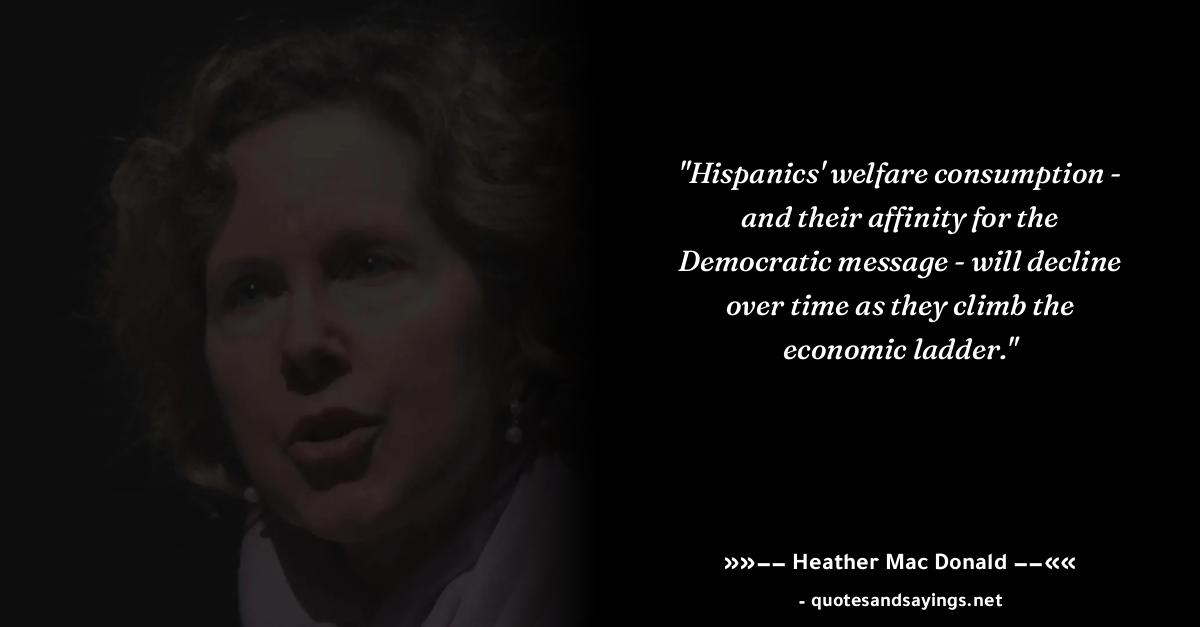 "Hispanics' welfare consumption -
and their affinity for the
Democratic message - will decline
over time as they climb the
economic ladder."
»»–– Heather Mac Donald ––««
- quotesandsayings.net